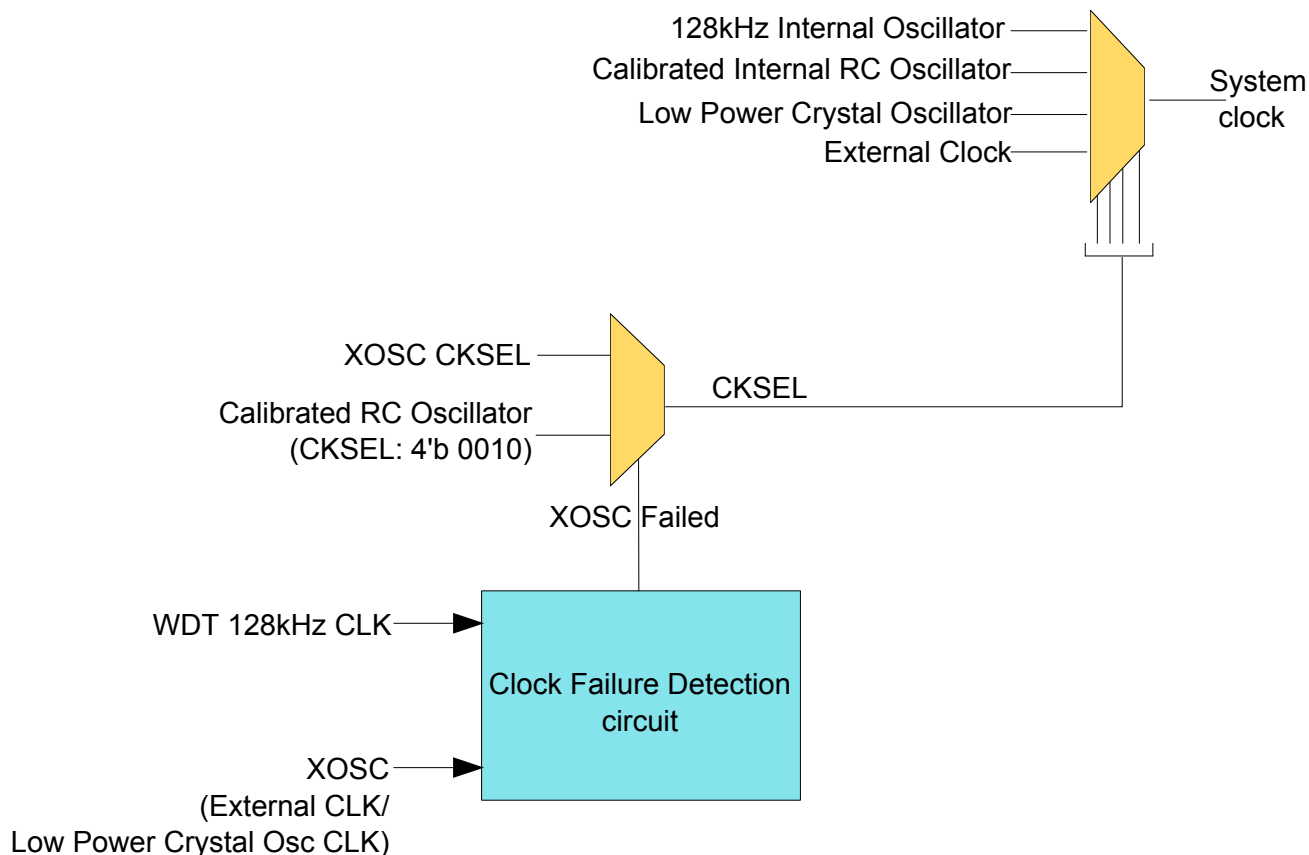 128kHz Internal Oscillator
Calibrated Internal RC Oscillator
Low Power Crystal Oscillator
External Clock
System
clock
XOSC CKSEL
Calibrated RC Oscillator
(CKSEL: 4'b 0010)
CKSEL
XOSC Failed
WDT 128kHz CLK
Clock Failure Detection
circuit
XOSC
(External CLK/
Low Power Crystal Osc CLK)